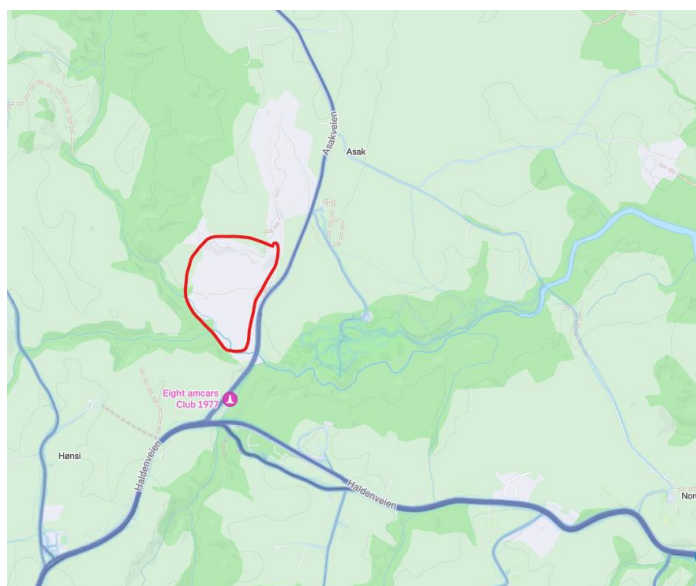 Asakveien
Asak
Eight amcars
Club 1977
Hønsi
Haldenveien
Haldenveien
Nor